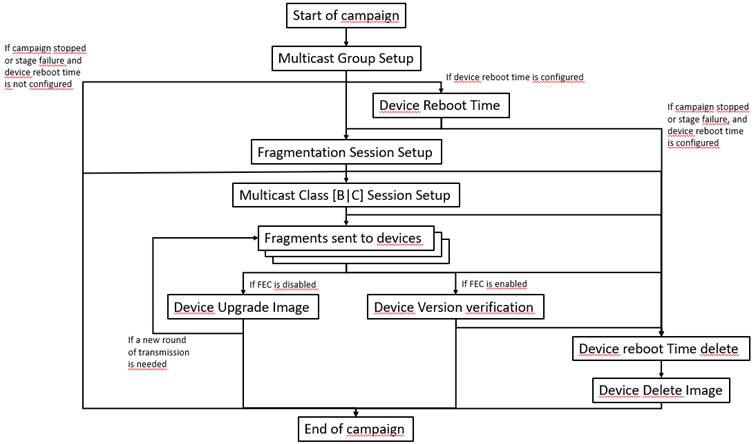 Start of campaign
If campaign stopped
or stage failure and
device reboot time
is not configured
Multicast Group Setup
If device reboot time is configured
Device Reboot Time
If campaign stopped
or stage failure, and
device reboot time
is configured
Fragmentation Session Setup
Multicast Class [B|C] Session Setup
Fragments sent to devices
If FEC is disabled
If FEC is enabled
Device Upgrade Image
Device Version verification
If a new round
of transmission
is needed
Device reboot Time delete
Device Delete Image
End of campaign